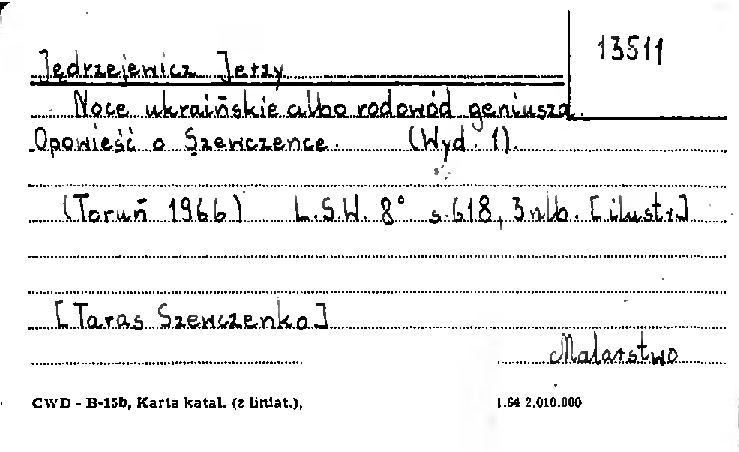 13511
Jędrzejewicz Jerzy
Noce ukraińskie albo rodowód geniusza.
Opowieść o Szewczence. (Wyd. 1).
(Toruń 1966) L.S.W. 8° s. 618, 3 nlb. [ilustr.]
[Taras Szewczenko]
Malarstwo
CWD - B-15b, Karta katal. (z liniat.), 1.64 2.010.000